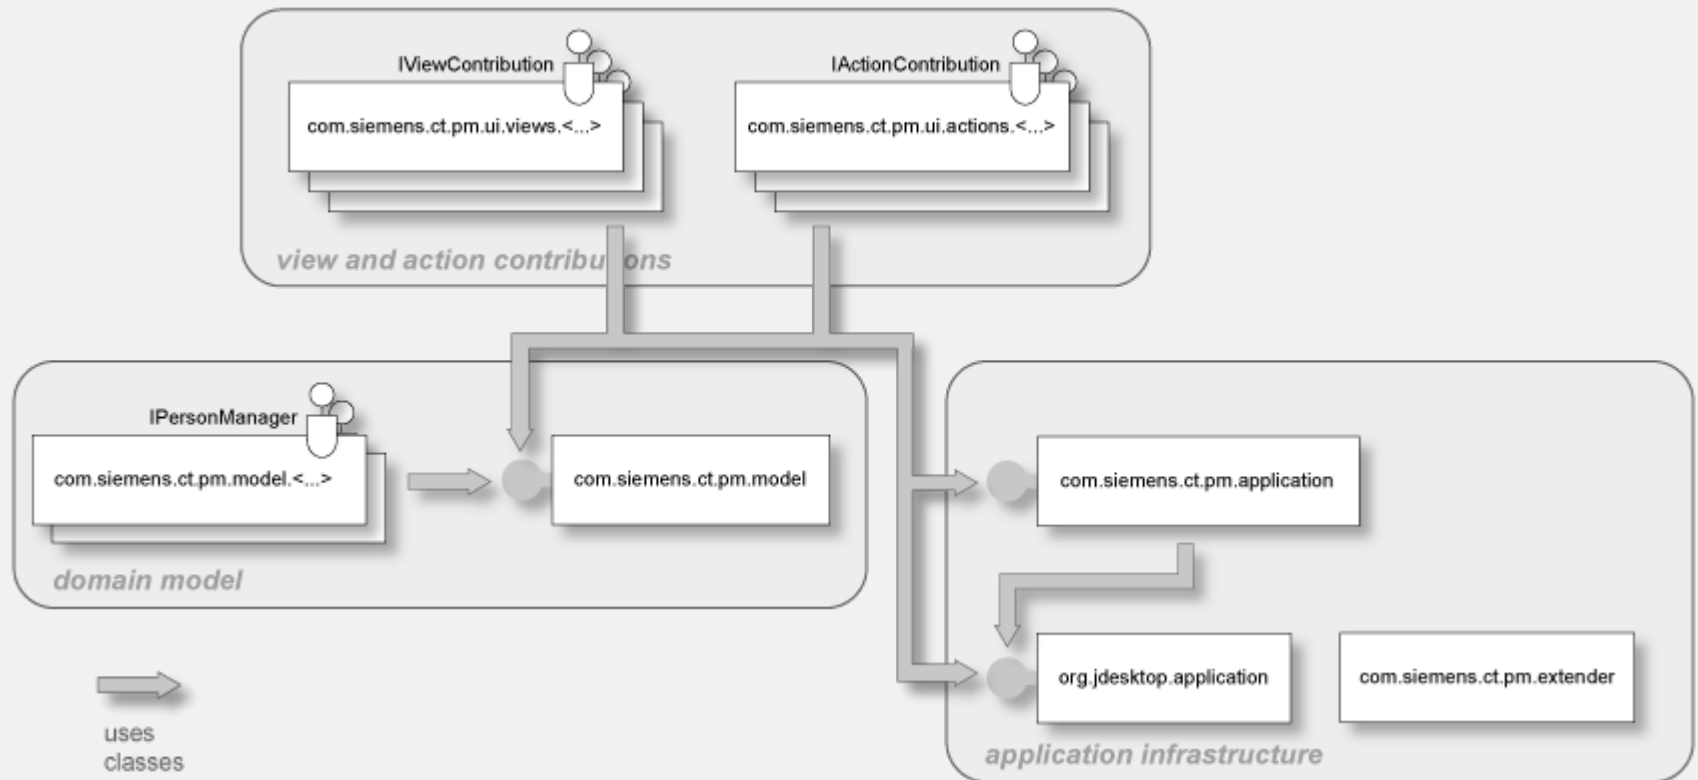 IViewContribution
IActionContribution
com.siemens.ct.pm.ui.views.<...>
com.siemens.ct.pm.ui.actions.<...>
view and action contributions
IPersonManager
com.siemens.ct.pm.model.<...>
com.siemens.ct.pm.model
com.siemens.ct.pm.application
domain model
org.jdesktop.application
com.siemens.ct.pm.extender
uses
classes
application infrastructure